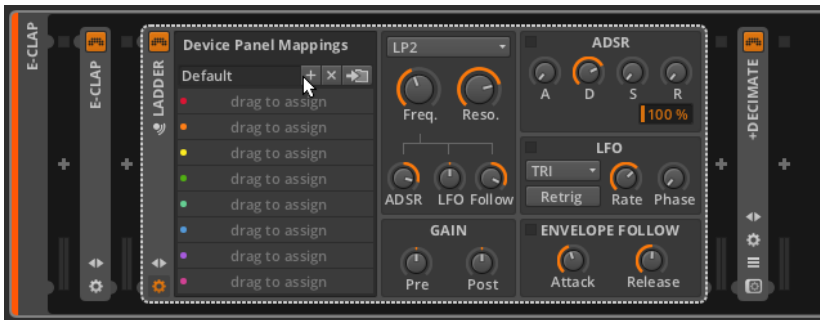 E-CLAP
E-CLAP
LADDER
Device Panel Mappings
Default
drag to assign
drag to assign
drag to assign
drag to assign
drag to assign
drag to assign
drag to assign
drag to assign
LP2
Freq. Reso.
ADSR LFO Follow
GAIN
Pre Post
ADSR
A D S R
100 %
LFO
TRI
Retrig Rate Phase
ENVELOPE FOLLOW
Attack Release
+DECIMATE